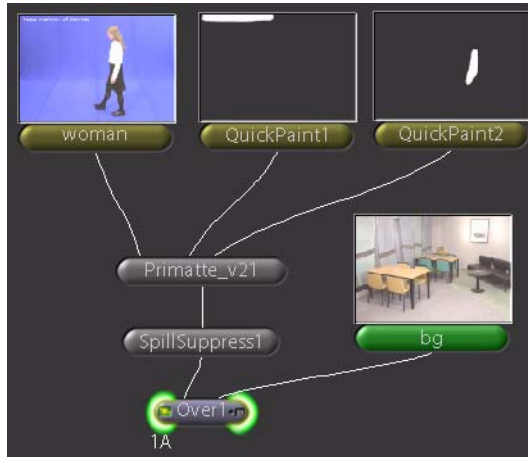 woman
QuickPaint1
QuickPaint2
Primatte_v21
SpillSuppress1
bg
Over1
1A